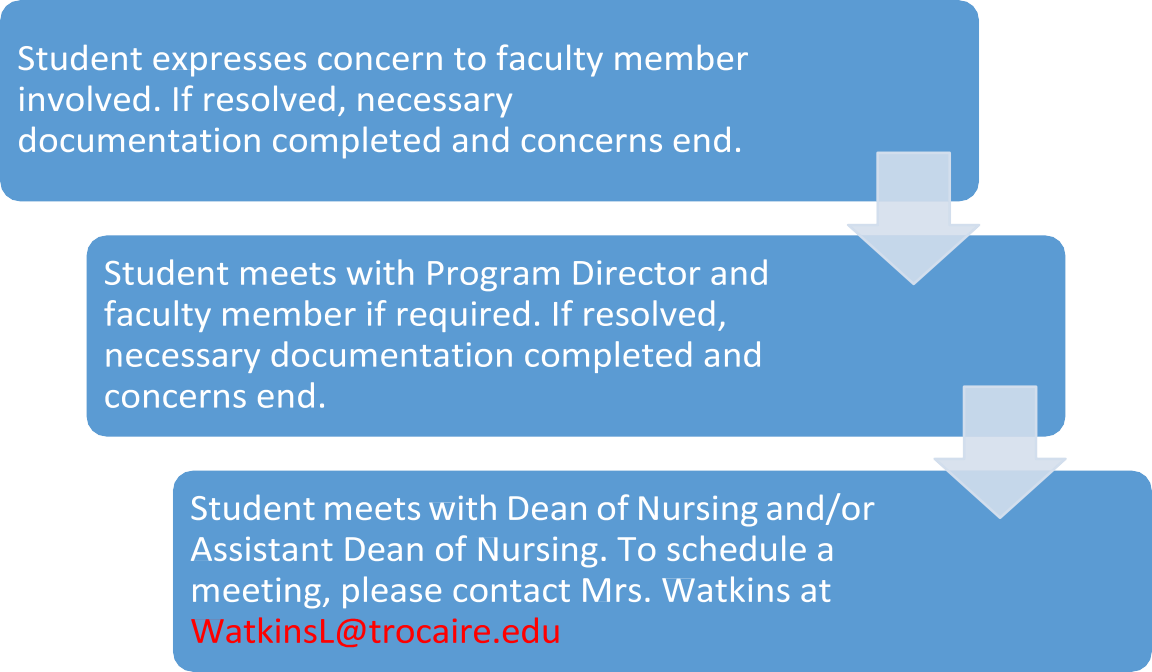 Student expresses concern to faculty member
involved. If resolved, necessary
documentation completed and concerns end.
Student meets with Program Director and
faculty member if required. If resolved,
necessary documentation completed and
concerns end.
Student meets with Dean of Nursing and/or
Assistant Dean of Nursing. To schedule a
meeting, please contact Mrs. Watkins at
WatkinsL@trocaire.edu